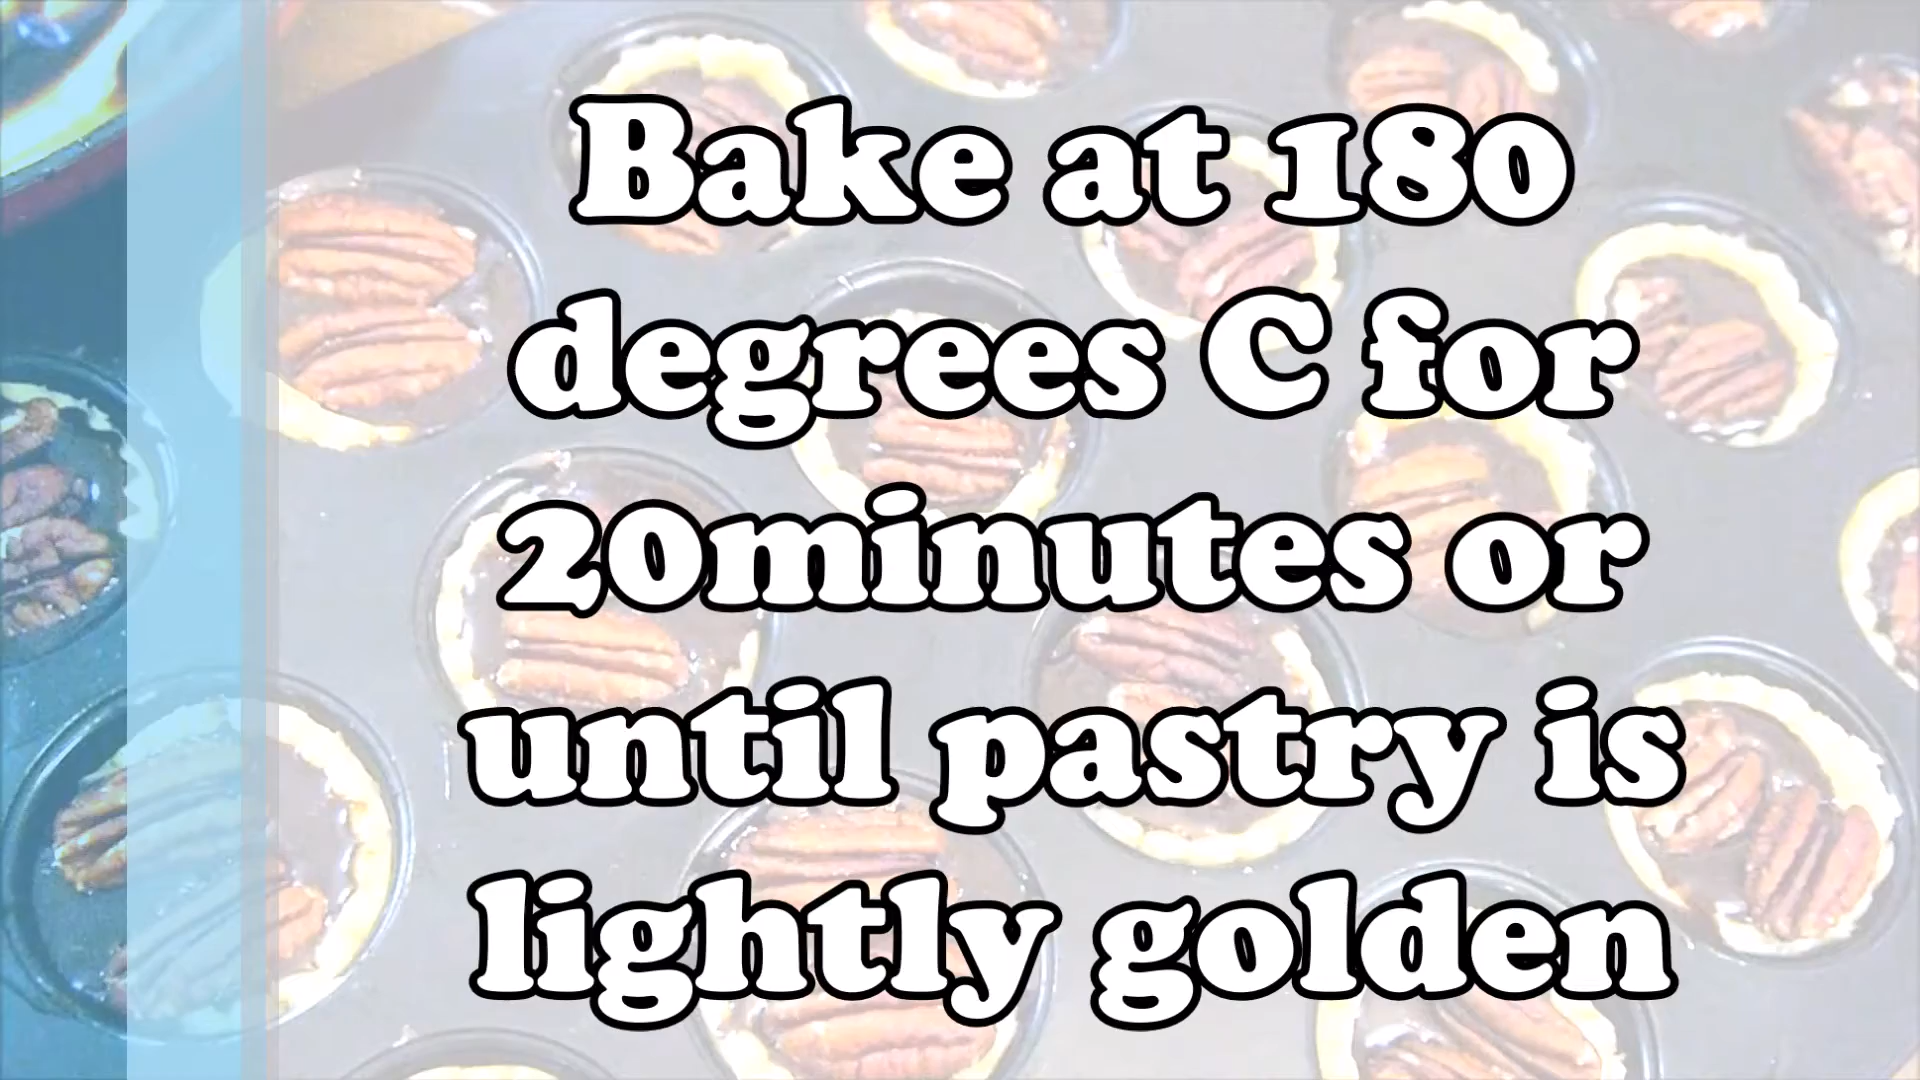 Bake at 180
degrees C for
20minutes or
until pastry is
lightly golden